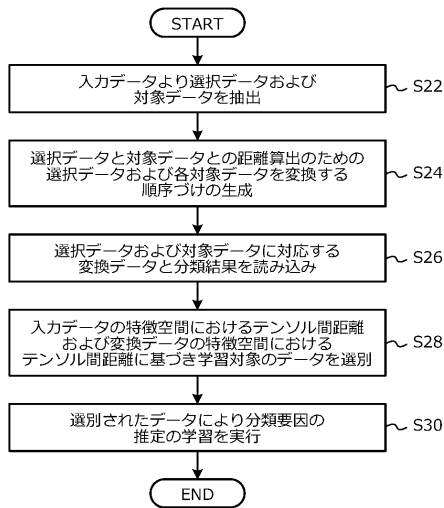 START
入力データより選択データおよび
対象データを抽出
S22
選択データと対象データとの距離算出のための
選択データおよび各対象データを変換する
順序づけの生成
S24
選択データおよび対象データに対応する
変換データと分類結果を読み込み
S26
入力データの特徴空間におけるテンソル間距離
および変換データの特徴空間における
テンソル間距離に基づき学習対象のデータを選別
S28
選別されたデータにより分類要因の
推定の学習を実行
S30
END